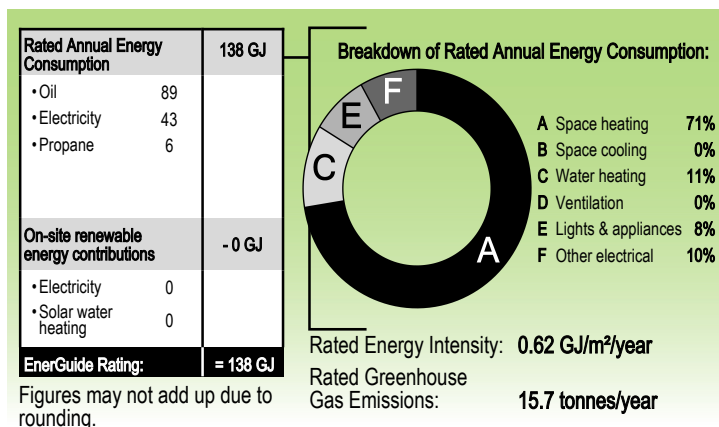 Rated Annual Energy
Consumption
138 GJ
• Oil 89
• Electricity 43
• Propane 6
On-site renewable
energy contributions
- 0 GJ
• Electricity 0
• Solar water
heating 0
EnerGuide Rating: = 138 GJ
Figures may not add up due to
rounding.
Breakdown of Rated Annual Energy Consumption:
F
E
C
A
A Space heating 71%
B Space cooling 0%
C Water heating 11%
D Ventilation 0%
E Lights & appliances 8%
F Other electrical 10%
Rated Energy Intensity: 0.62 GJ/m²/year
Rated Greenhouse
Gas Emissions: 15.7 tonnes/year